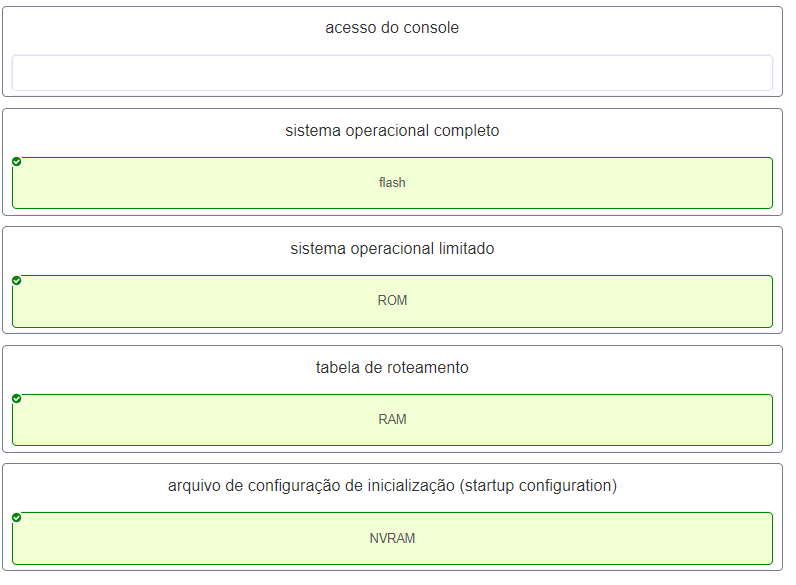 acesso do console
sistema operacional completo
flash
sistema operacional limitado
ROM
tabela de roteamento
RAM
arquivo de configuração de inicialização (startup configuration)
NVRAM